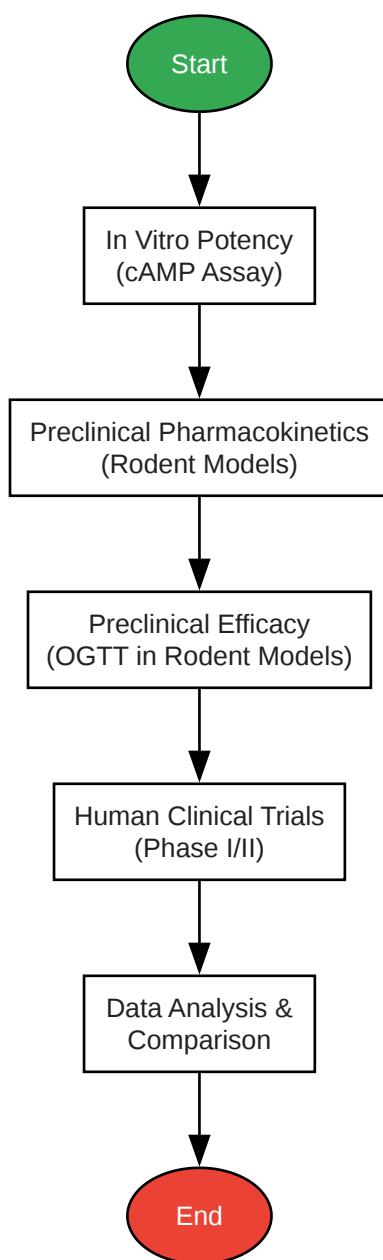 Start
In Vitro Potency
(cAMP Assay)
Preclinical Pharmacokinetics
(Rodent Models)
Preclinical Efficacy
(OGTT in Rodent Models)
Human Clinical Trials
(Phase I/II)
Data Analysis &
Comparison
End